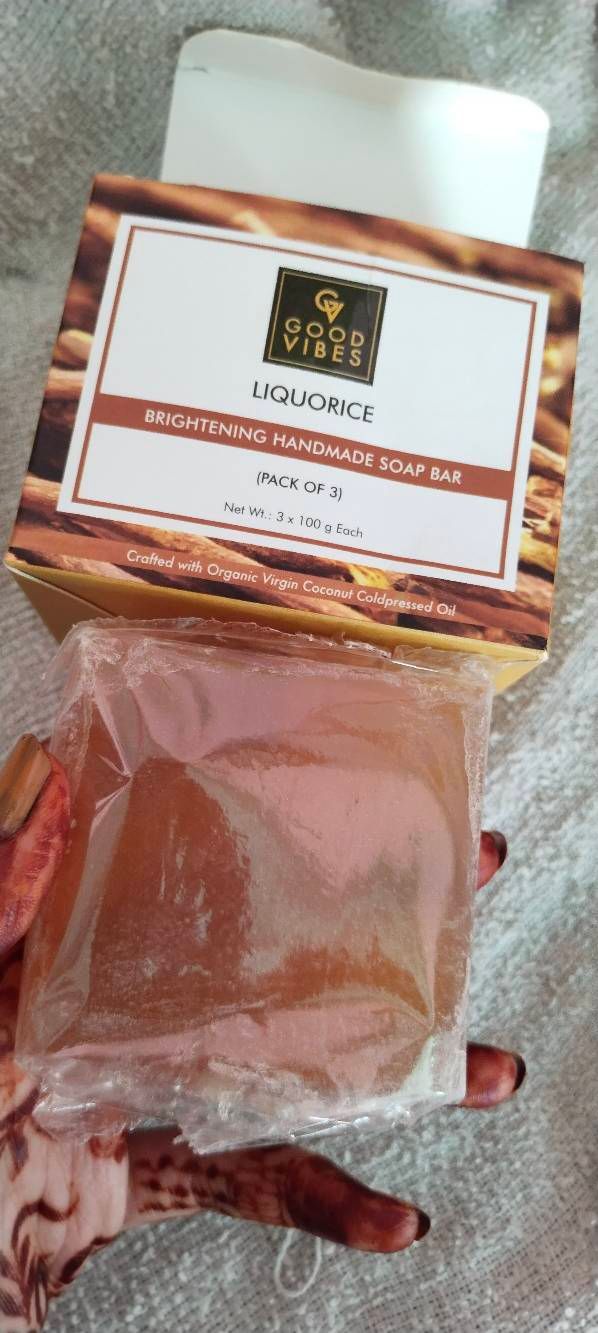 GV
GOOD
VIBES
LIQUORICE
BRIGHTENING HANDMADE SOAP BAR
(PACK OF 3)
Net Wt.: 3 x 100 g Each
Crafted with Organic Virgin Coconut Coldpressed Oil